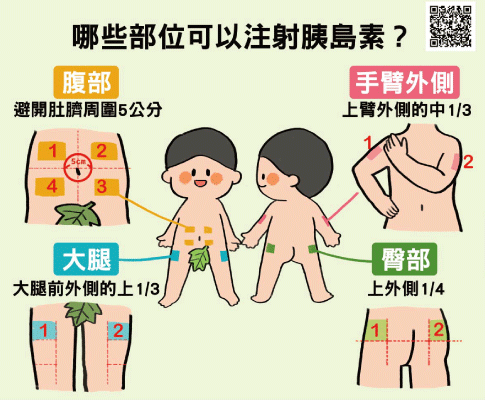 哪些部位可以注射胰島素？
腹部
避開肚臍周圍5公分
1 2
5cm
4 3
手臂外側
上臂外側的中1/3
1
2
大腿
大腿前外側的上1/3
1 2
臀部
上外側1/4
1 2